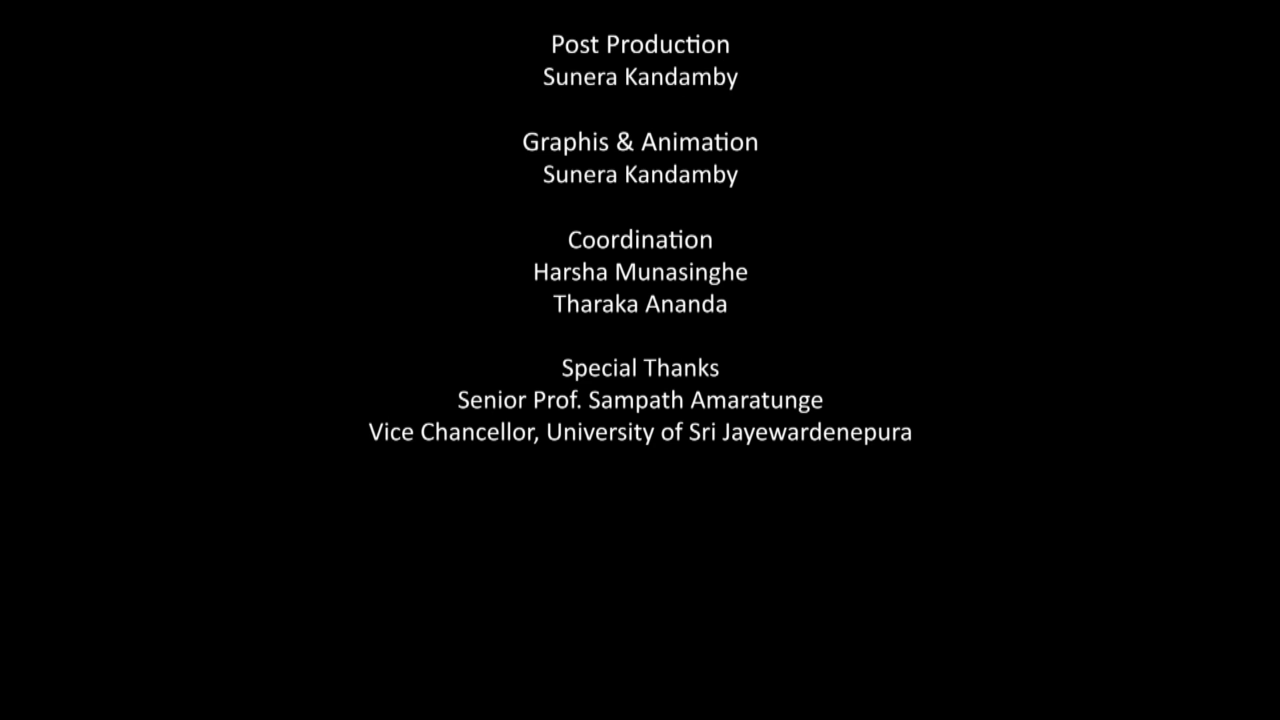 Post Production
Sunera Kandamby
Graphis & Animation
Sunera Kandamby
Coordination
Harsha Munasinghe
Tharaka Ananda
Special Thanks
Senior Prof. Sampath Amaratunge
Vice Chancellor, University of Sri Jayewardenepura